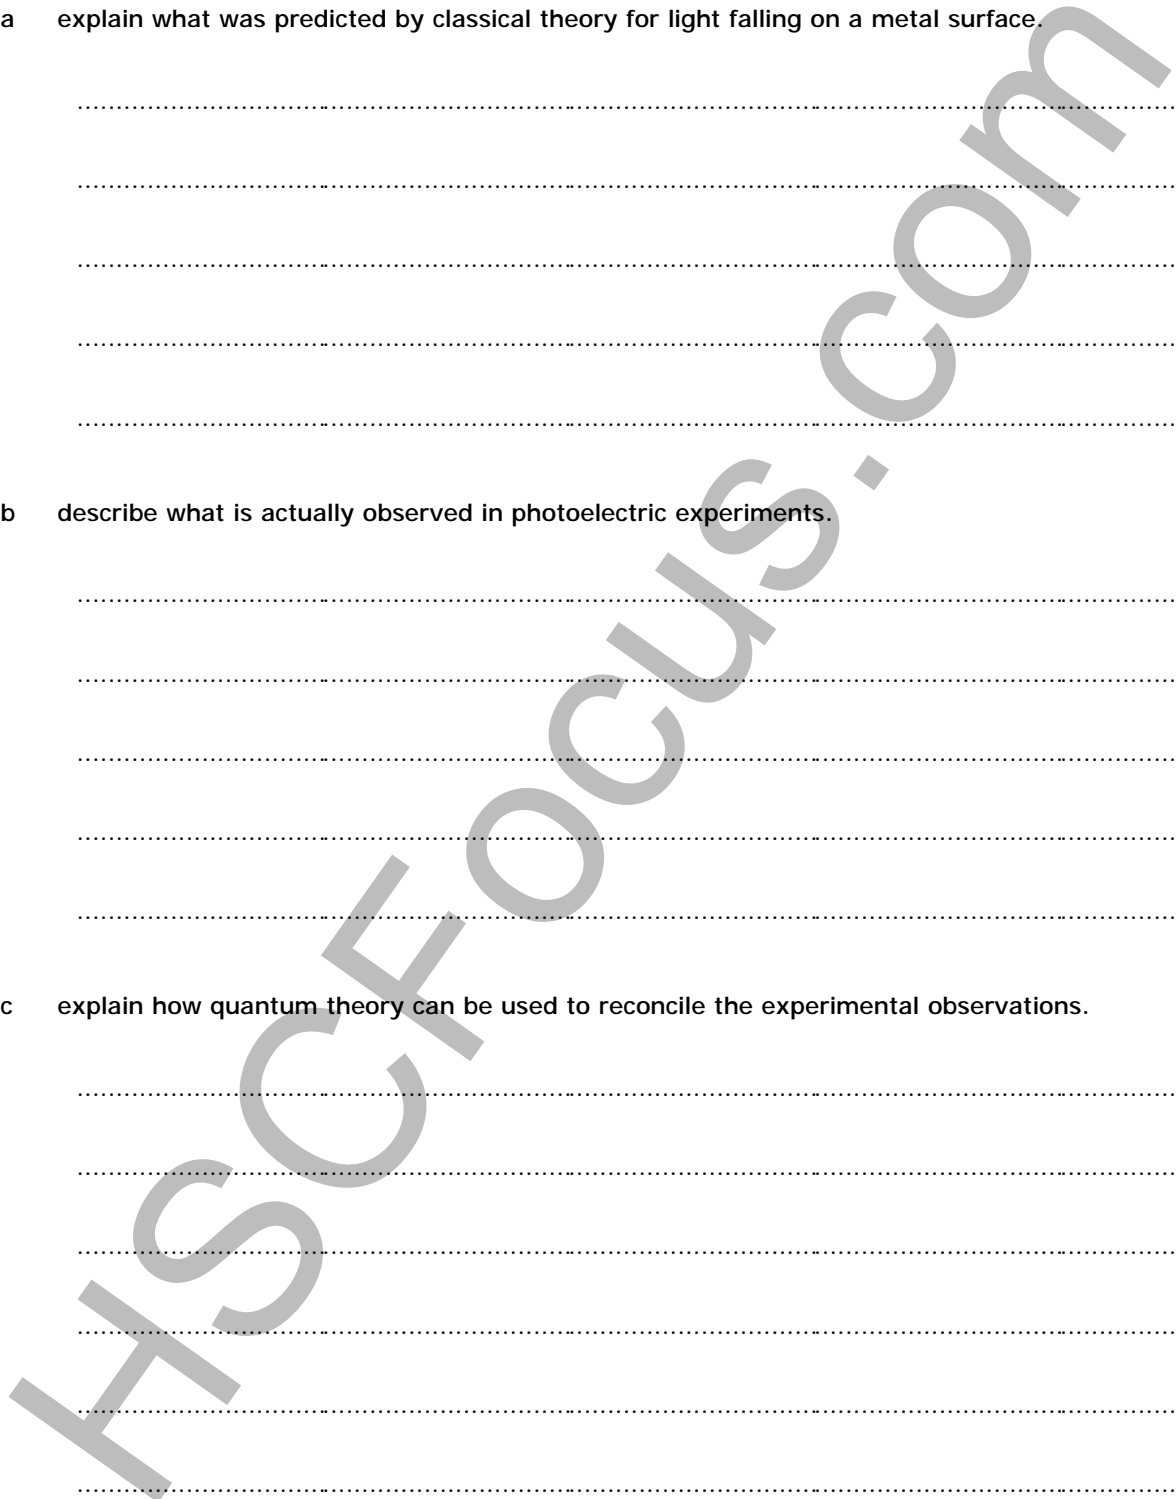 a explain what was predicted by classical theory for light falling on a metal surface.
b describe what is actually observed in photoelectric experiments.
c explain how quantum theory can be used to reconcile the experimental observations.
HSCFocus.com